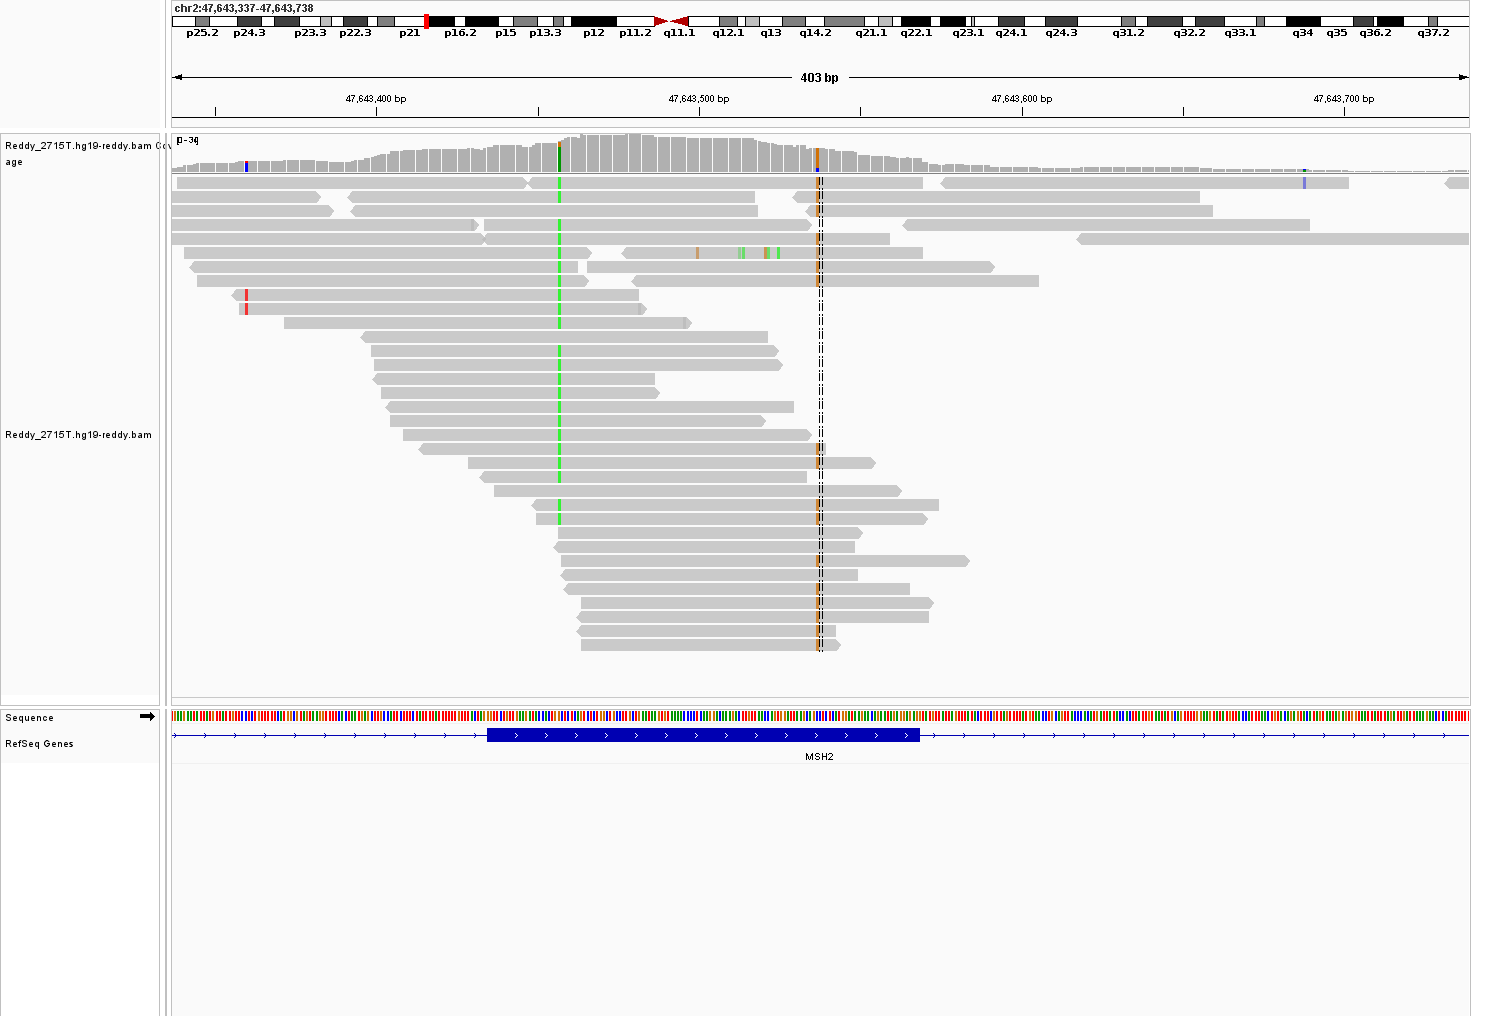 chr2:47,643,337-47,643,738
p25.2 p24.3 p23.3 p22.3 p21 p16.2 p15 p13.3 p12 p11.2 q11.1 q12.1 q13 q14.2 q21.1 q22.1 q23.1 q24.1 q24.3 q31.2 q32.2 q33.1 q34 q35 q36.2 q37.2
403 bp
47,643,400 bp 47,643,500 bp 47,643,600 bp 47,643,700 bp
Reddy_2715T.hg19-reddy.bam Cov
age
Reddy_2715T.hg19-reddy.bam
Sequence
RefSeq Genes
MSH2